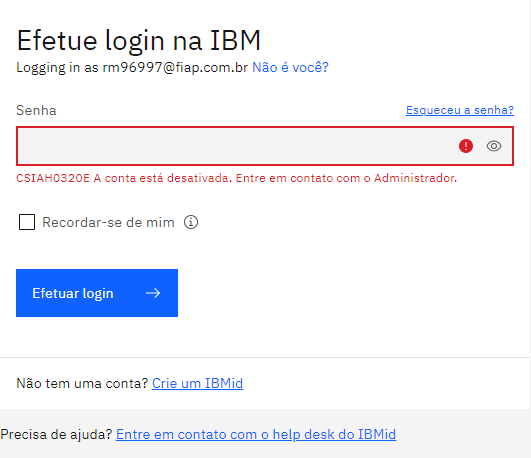 Efetue login na IBM
Logging in as rm96997@fiap.com.br Não é você?
Senha Esqueceu a senha?
CSIAH0320E A conta está desativada. Entre em contato com o Administrador.
Recordar-se de mim
Efetuar login
Não tem uma conta? Crie um IBMid
Precisa de ajuda? Entre em contato com o help desk do IBMid